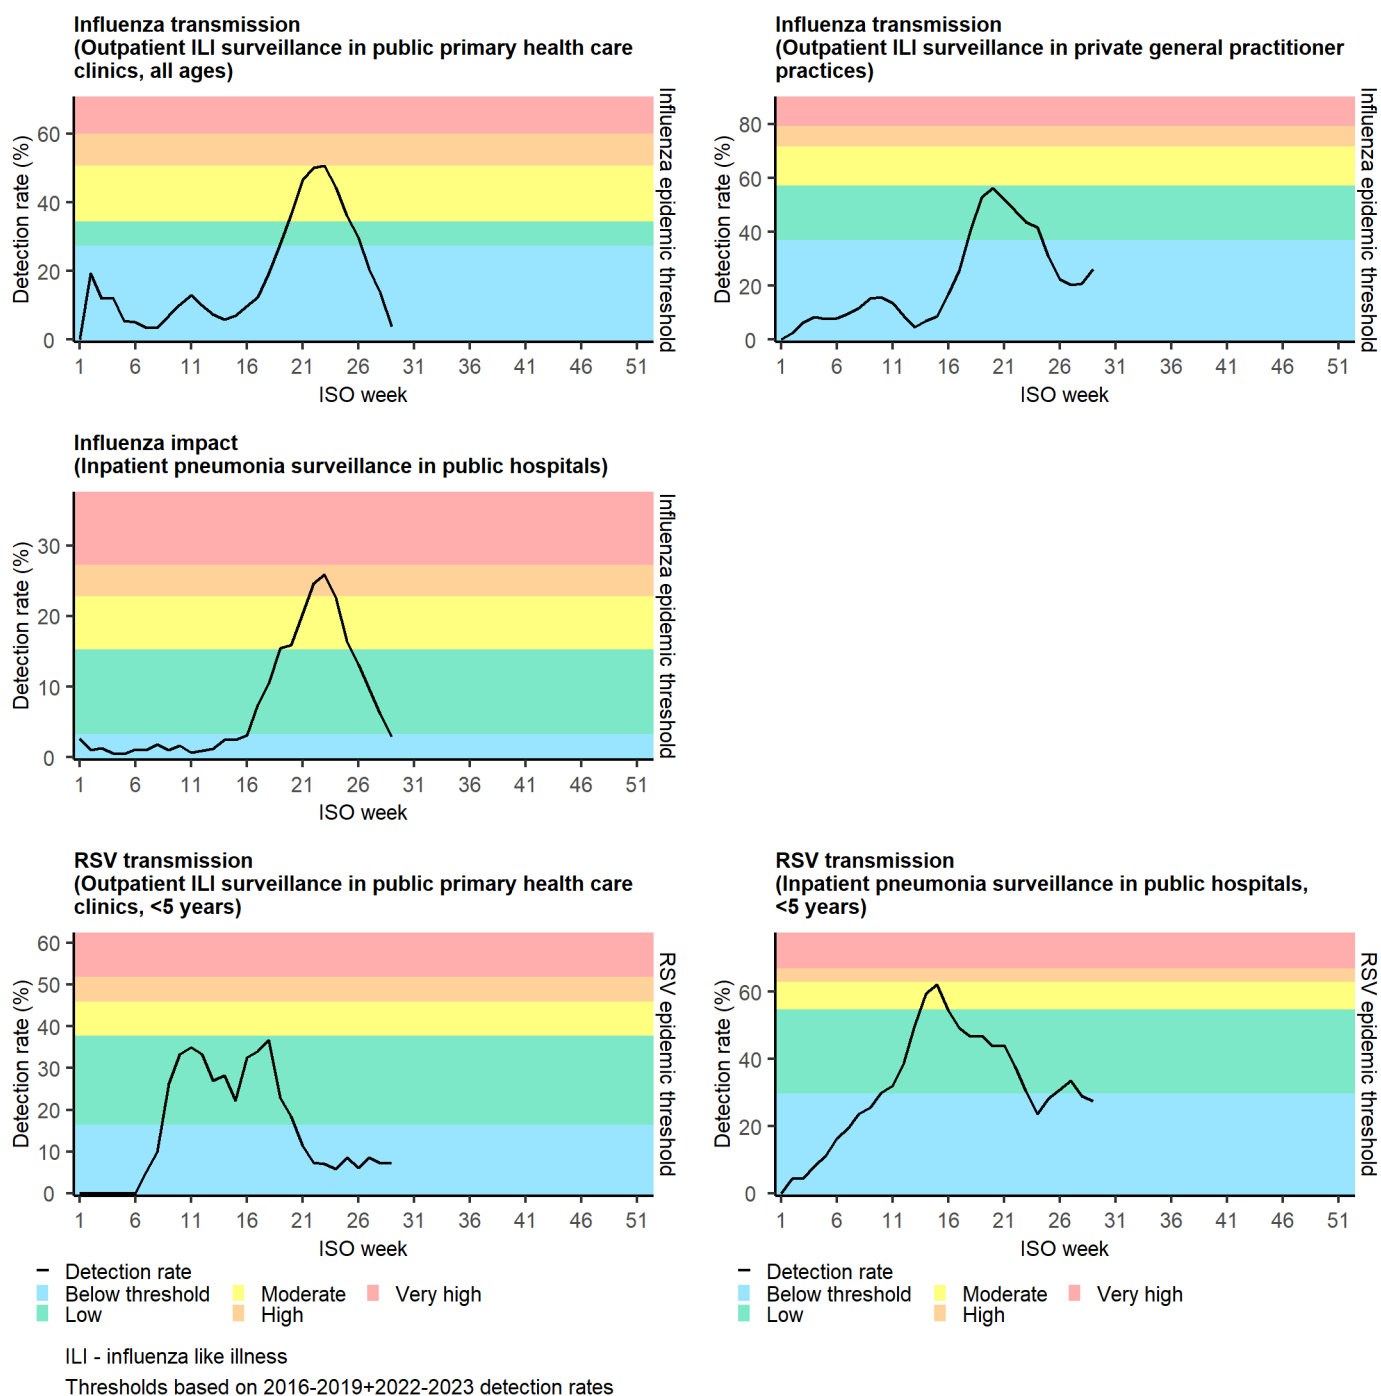 Influenza transmission
(Outpatient ILI surveillance in public primary health care
clinics, all ages)
Detection rate (%)
60
40
20
0
1 6 11 16 21 26 31 36 41 46 51
ISO week
Influenza epidemic threshold
Influenza transmission
(Outpatient ILI surveillance in private general practitioner
practices)
Detection rate (%)
80
60
40
20
0
1 6 11 16 21 26 31 36 41 46 51
ISO week
Influenza epidemic threshold
Influenza impact
(Inpatient pneumonia surveillance in public hospitals)
Detection rate (%)
30
20
10
0
1 6 11 16 21 26 31 36 41 46 51
ISO week
Influenza epidemic threshold
RSV transmission
(Outpatient ILI surveillance in public primary health care
clinics, <5 years)
Detection rate (%)
60
50
40
30
20
10
0
1 6 11 16 21 26 31 36 41 46 51
ISO week
RSV epidemic threshold
RSV transmission
(Inpatient pneumonia surveillance in public hospitals,
<5 years)
Detection rate (%)
60
40
20
0
1 6 11 16 21 26 31 36 41 46 51
ISO week
RSV epidemic threshold
Detection rate
Below threshold Moderate Very high
Low High
Detection rate
Below threshold Moderate Very high
Low High
ILI - influenza like illness
Thresholds based on 2016-2019+2022-2023 detection rates